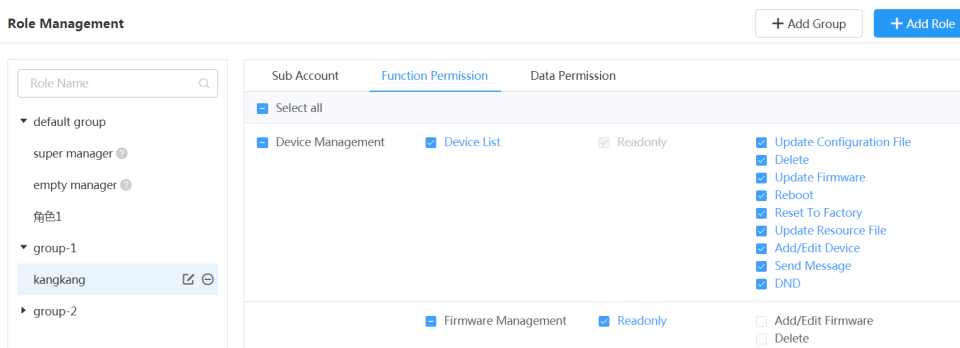 Role Management
Add Group
Add Role
Role Name
Sub Account
Function Permission
Data Permission
Select all
default group
super manager
empty manager
角色1
group-1
kangkang
group-2
Device Management
Device List
Readonly
Update Configuration File
Delete
Update Firmware
Reboot
Reset To Factory
Update Resource File
Add/Edit Device
Send Message
DND
Firmware Management
Readonly
Add/Edit Firmware
Delete